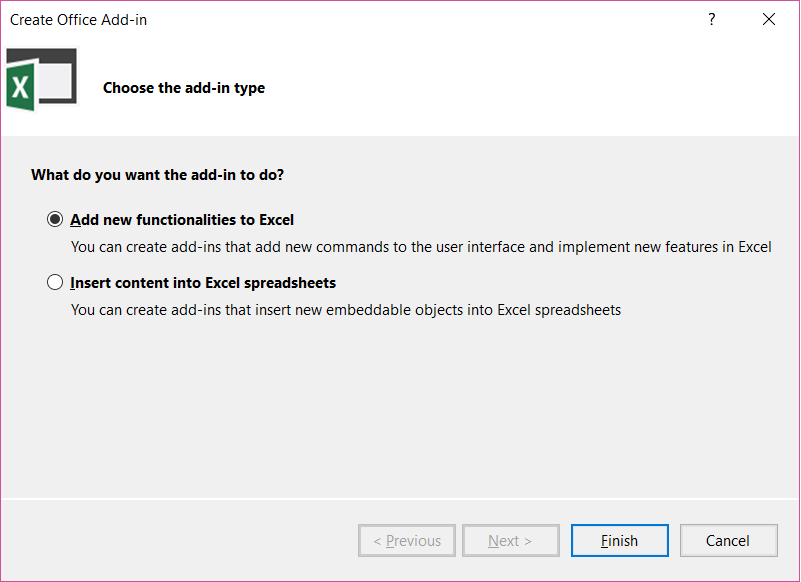 Create Office Add-in
?
X
Choose the add-in type
What do you want the add-in to do?
Add new functionalities to Excel
You can create add-ins that add new commands to the user interface and implement new features in Excel
Insert content into Excel spreadsheets
You can create add-ins that insert new embeddable objects into Excel spreadsheets
< Previous Next > Finish Cancel